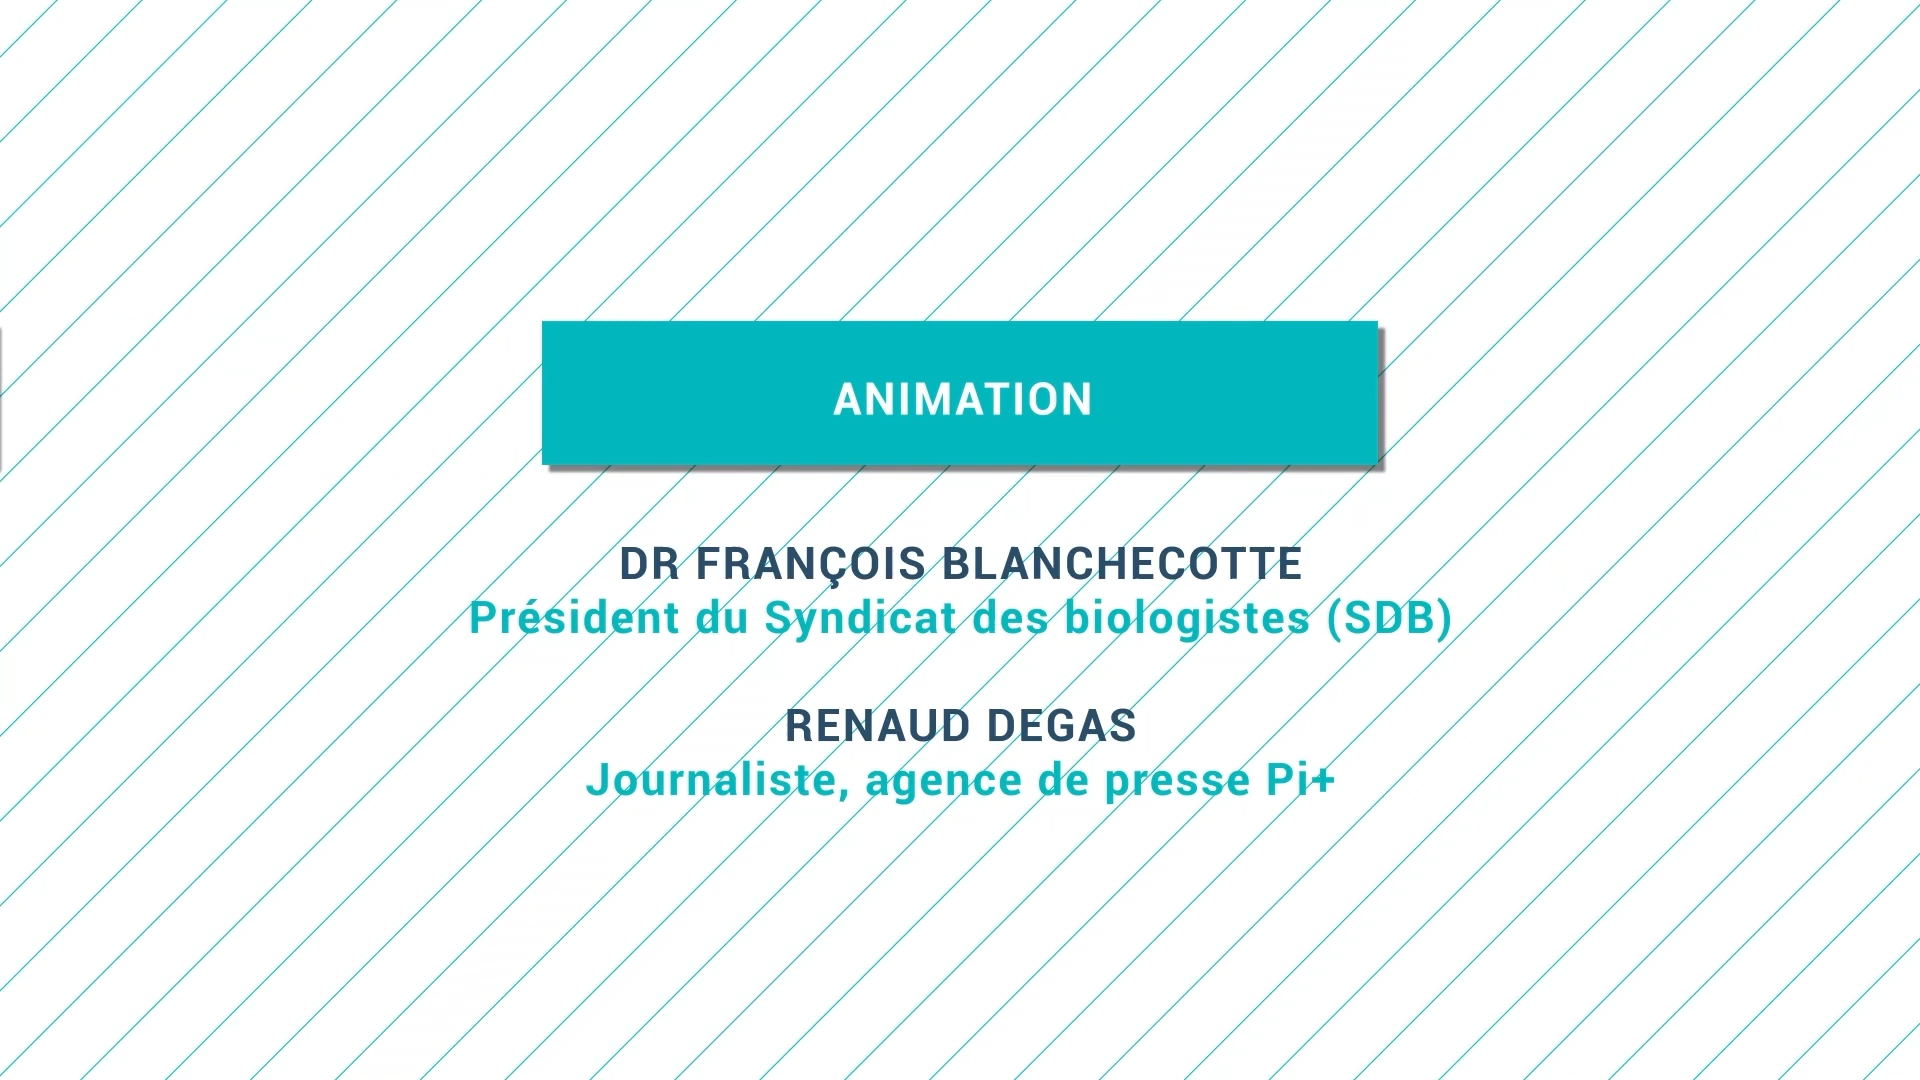 ANIMATION
DR FRANÇOIS BLANCHECOTTE
Président du Syndicat des biologistes (SDB)
RENAUD DEGAS
Journaliste, agence de presse Pi+